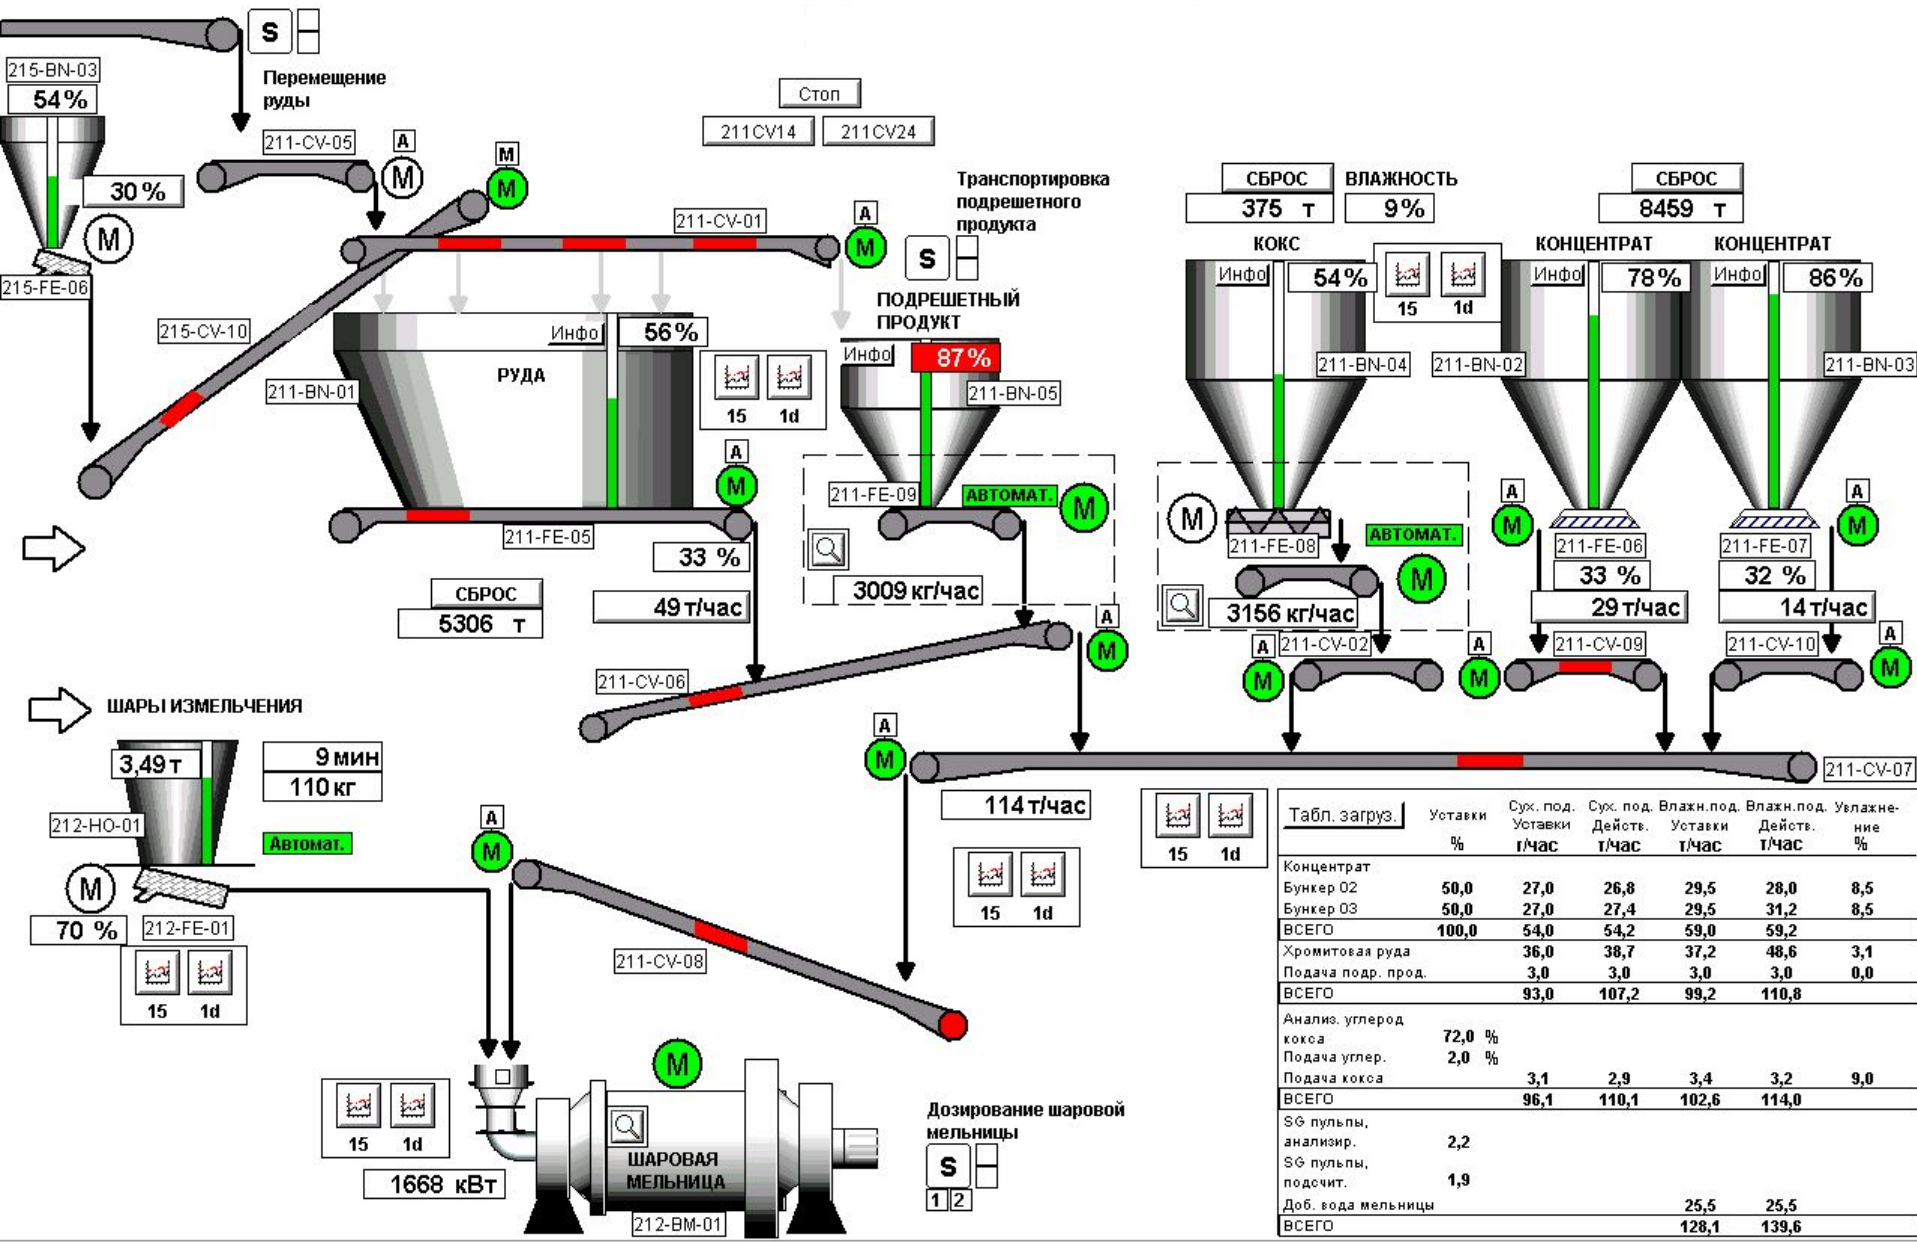 S
215-BN-03
54%
Перемещение
руды
211-CV-05
A
M
30%
M
215-FE-06
M
M
Стоп
211CV14
211CV24
211-CV-01
A
M
Транспортировка
подрешетного
продукта
S
215-CV-10
211-BN-01
Инфо
56%
РУДА
15
1d
ПОДРЕШЕТНЫЙ
ПРОДУКТ
Инфо
87%
211-BN-05
A
M
211-FE-05
33 %
49 т/час
СБРОС
5306 т
211-FE-09
АВТОМАТ.
M
3009 кг/час
A
M
211-CV-06
СБРОС
375 т
ВЛАЖНОСТЬ
9%
СБРОС
8459 т
КОКС
КОНЦЕНТРАТ
КОНЦЕНТРАТ
Инфо
54%
15
1d
Инфо
78%
Инфо
86%
211-BN-04
211-BN-02
211-BN-03
M
211-FE-08
АВТОМАТ.
M
3156 кг/час
A
M
211-FE-06
33 %
29 т/час
A
M
211-FE-07
32 %
14 т/час
A
M
211-CV-02
A
M
211-CV-09
211-CV-10
A
M
A
M
211-CV-07
114 т/час
15
1d
15
1d
ШАРЫ ИЗМЕЛЬЧЕНИЯ
3,49 т
9 мин
110 кг
212-HO-01
Автомат.
M
70 %
212-FE-01
15
1d
A
M
211-CV-08
M
15
1d
1668 кВт
ШАРОВАЯ
МЕЛЬНИЦА
212-BM-01
Дозирование шаровой
мельницы
S
1 2
Табл. загруз. Уставки Сух. под. Сух. под. Влажн.под. Влажн.под. Увлажне-
Уставки Действ. Уставки Действ. ние
% т/час т/час т/час т/час %
Концентрат
Бункер 02 50,0 27,0 26,8 29,5 28,0 8,5
Бункер 03 50,0 27,0 27,4 29,5 31,2 8,5
ВСЕГО 100,0 54,0 54,2 59,0 59,2
Хромитовая руда 36,0 38,7 37,2 48,6 3,1
Подача подр. прод. 3,0 3,0 3,0 3,0 0,0
ВСЕГО 93,0 107,2 99,2 110,8
Анализ. углерод
кокса 72,0 %
Подача углер. 2,0 %
Подача кокса 3,1 2,9 3,4 3,2 9,0
ВСЕГО 96,1 110,1 102,6 114,0
SG пульпы,
анализир. 2,2
SG пульпы,
подсчит. 1,9
Доб. вода мельницы 25,5 25,5
ВСЕГО 128,1 139,6